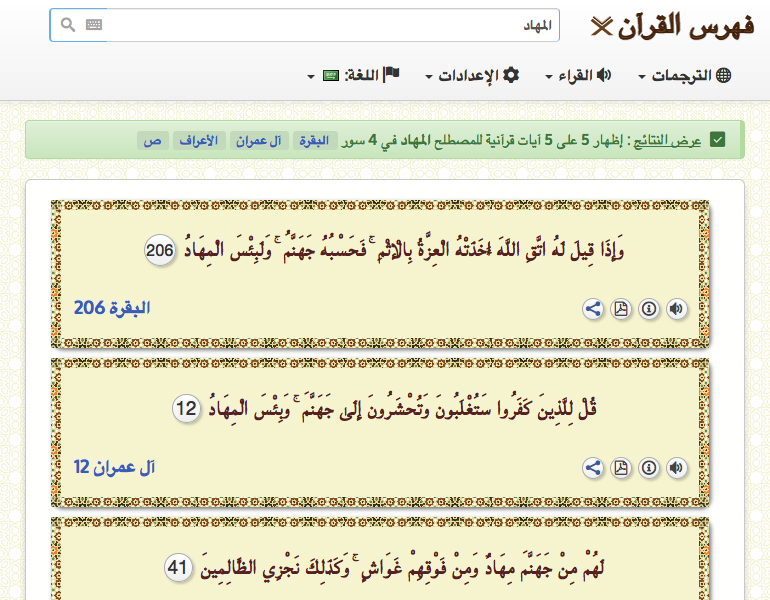 فهرس القرآن
المهاد
الترجمات
القراء
الإعدادات
اللغة:
عرض النتائج : إظهار 5 على 5 آيات قرآنية للمصطلح المهاد في 4 سور البقرة آل عمران الأعراف ص
وَإِذَا قِيلَ لَهُ اتَّقِ اللَّهَ أَخَذَتْهُ الْعِزَّةُ بِالْإِثْمِ ۚ فَحَسْبُهُ جَهَنَّمُ ۚ وَلَبِئْسَ الْمِهَادُ 206
البقرة 206
قُلْ لِلَّذِينَ كَفَرُوا سَتُغْلَبُونَ وَتُحْشَرُونَ إِلَىٰ جَهَنَّمَ ۚ وَبِئْسَ الْمِهَادُ 12
آل عمران 12
لَهُمْ مِنْ جَهَنَّمَ مِهَادٌ وَمِنْ فَوْقِهِمْ غَوَاشٍ ۚ وَكَذَٰلِكَ نَجْزِي الظَّالِمِينَ 41